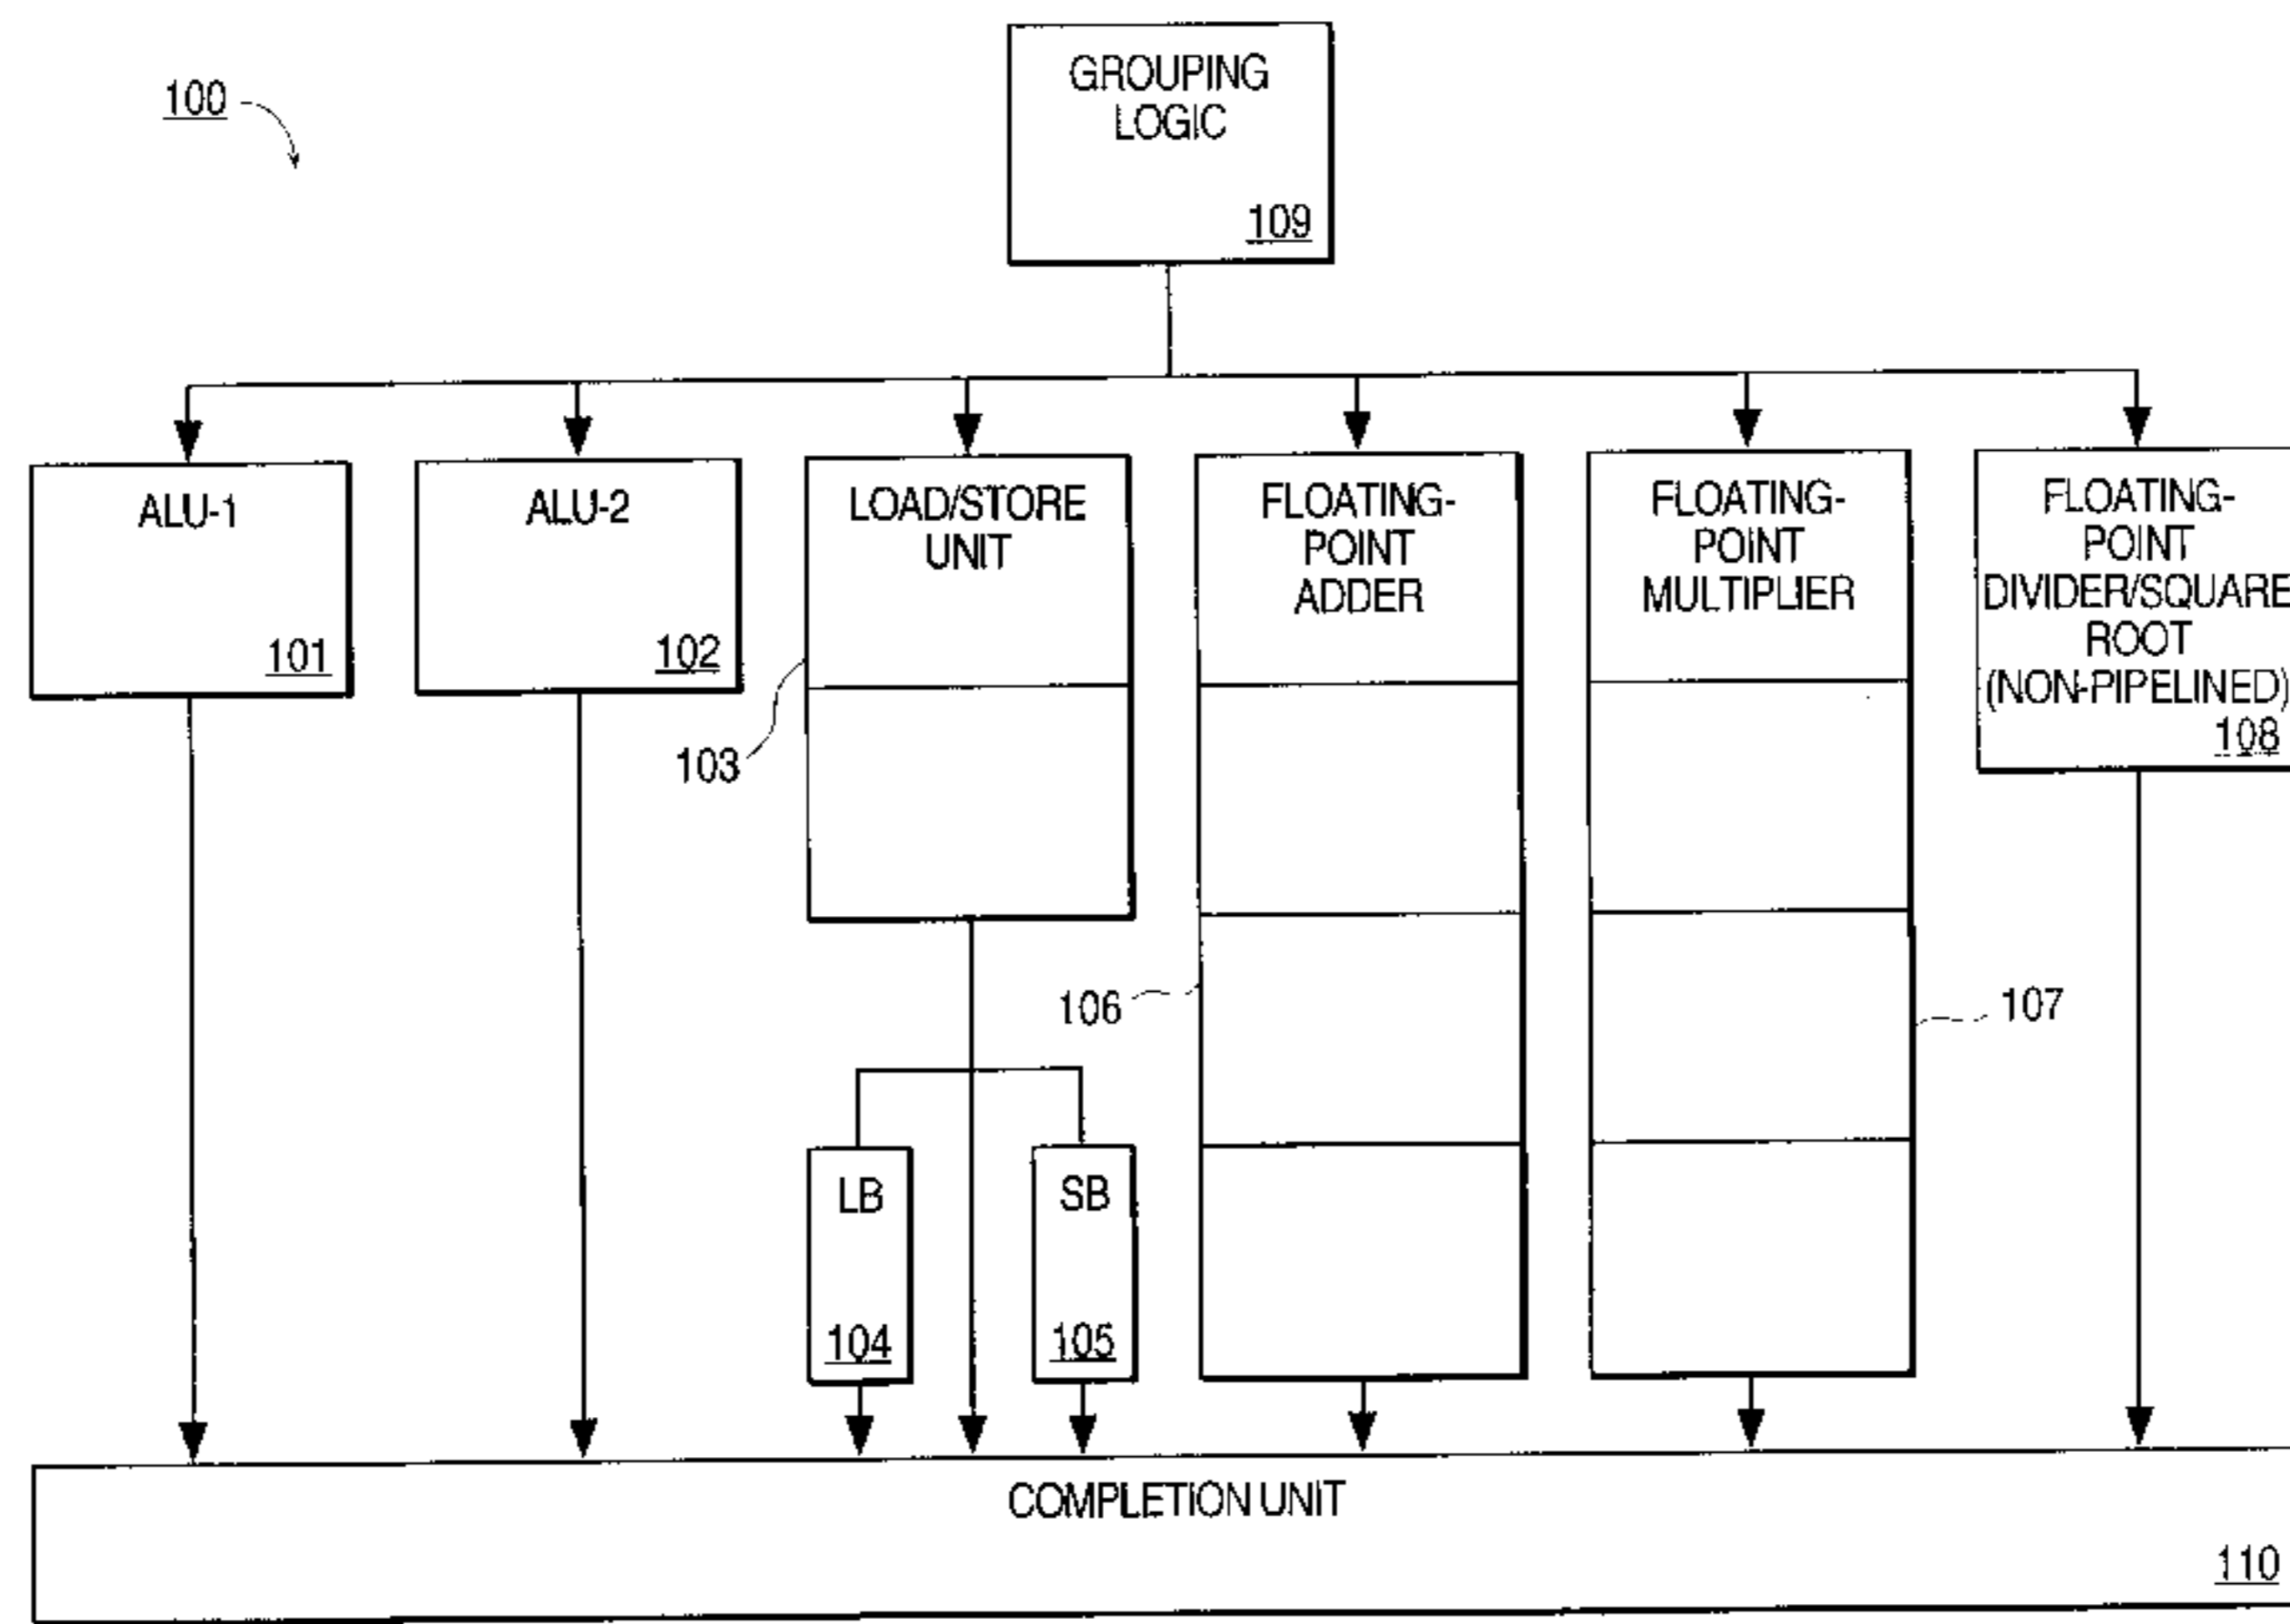 100
GROUPING
LOGIC
109
ALU-1
101
ALU-2
102
LOAD/STORE
UNIT
103
FLOATING-
POINT
ADDER
106
FLOATING-
POINT
MULTIPLIER
107
FLOATING-
POINT
DIVIDER/SQUARE
ROOT
(NON-PIPELINED)
108
LB
104
SB
105
COMPLETION UNIT
110